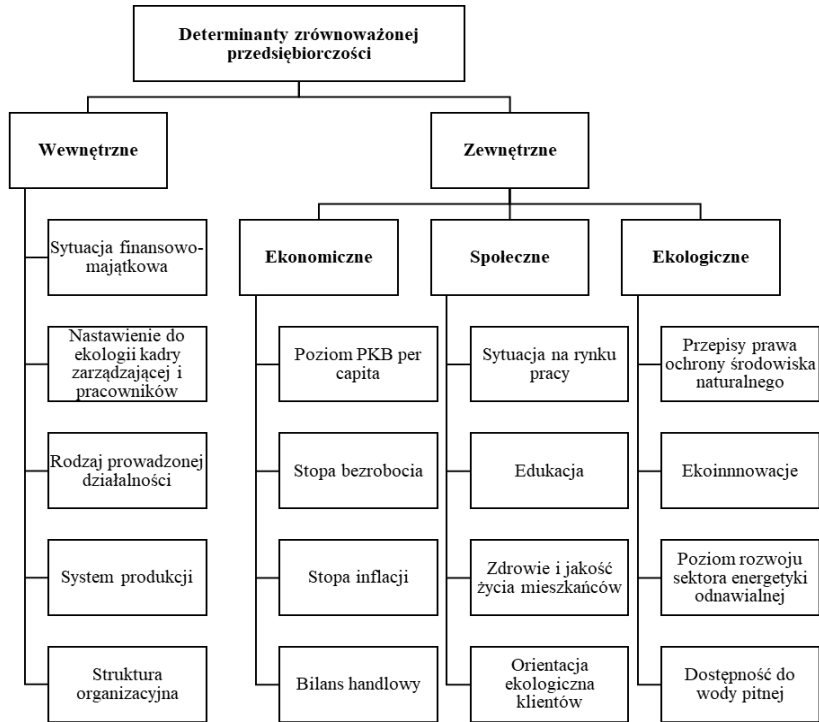 Determinanty zrównoważonej
przedsiębiorczości
Wewnętrzne
Zewnętrzne
Sytuacja finansowo-
majątkowa
Nastawienie do
ekologii kadry
zarządzającej i
pracowników
Rodzaj prowadzonej
działalności
System produkcji
Struktura
organizacyjna
Ekonomiczne
Poziom PKB per
capita
Stopa bezrobocia
Stopa inflacji
Bilans handlowy
Społeczne
Sytuacja na rynku
pracy
Edukacja
Zdrowie i jakość
życia mieszkańców
Orientacja
ekologiczna
klientów
Ekologiczne
Przepisy prawa
ochrony środowiska
naturalnego
Ekoinnnowacje
Poziom rozwoju
sektora energetyki
odnawialnej
Dostępność do
wody pitnej